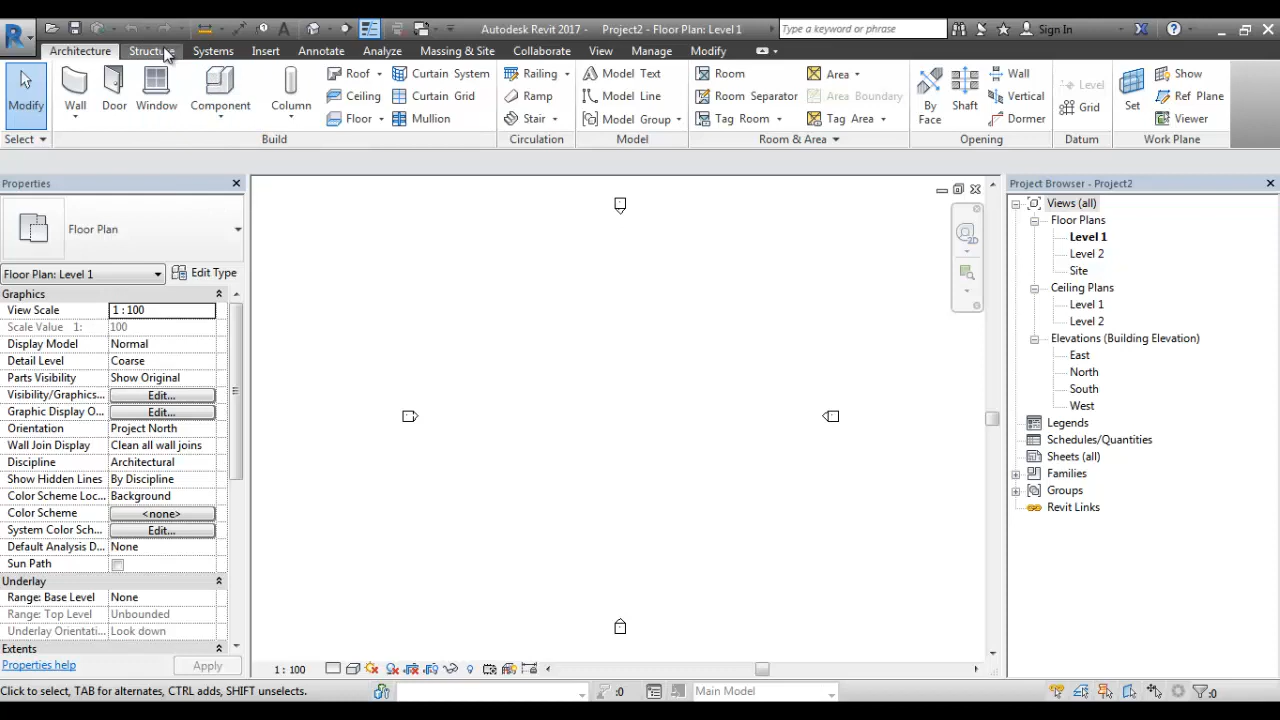 Autodesk Revit 2017 - Project2 - Floor Plan: Level 1
Type a keyword or phrase
Sign In
Architecture Structure Systems Insert Annotate Analyze Massing & Site Collaborate View Manage Modify
Modify
Wall
Door
Window
Component
Column
Roof
Ceiling
Floor
Curtain System
Curtain Grid
Mullion
Railing
Ramp
Stair
Model Text
Model Line
Model Group
Room
Room Separator
Tag Room
Area
Area Boundary
Tag Area
By
Face
Shaft
Wall
Vertical
Dormer
Level
Grid
Set
Show
Ref Plane
Viewer
Select Build Circulation Model Room & Area Opening Datum Work Plane
Properties
Floor Plan
Floor Plan: Level 1
Edit Type
Graphics
View Scale 1 : 100
Scale Value 1: 100
Display Model Normal
Detail Level Coarse
Parts Visibility Show Original
Visibility/Graphics... Edit...
Graphic Display O... Edit...
Orientation Project North
Wall Join Display Clean all wall joins
Discipline Architectural
Show Hidden Lines By Discipline
Color Scheme Loc... Background
Color Scheme <none>
System Color Sch... Edit...
Default Analysis D... None
Sun Path
Underlay
Range: Base Level None
Range: Top Level Unbounded
Underlay Orientati... Look down
Extents
Properties help
Apply
2D
1 : 100
Project Browser - Project2
Views (all)
Floor Plans
Level 1
Level 2
Site
Ceiling Plans
Level 1
Level 2
Elevations (Building Elevation)
East
North
South
West
Legends
Schedules/Quantities
Sheets (all)
Families
Groups
Revit Links
Click to select, TAB for alternates, CTRL adds, SHIFT unselects.
:0
Main Model
:0